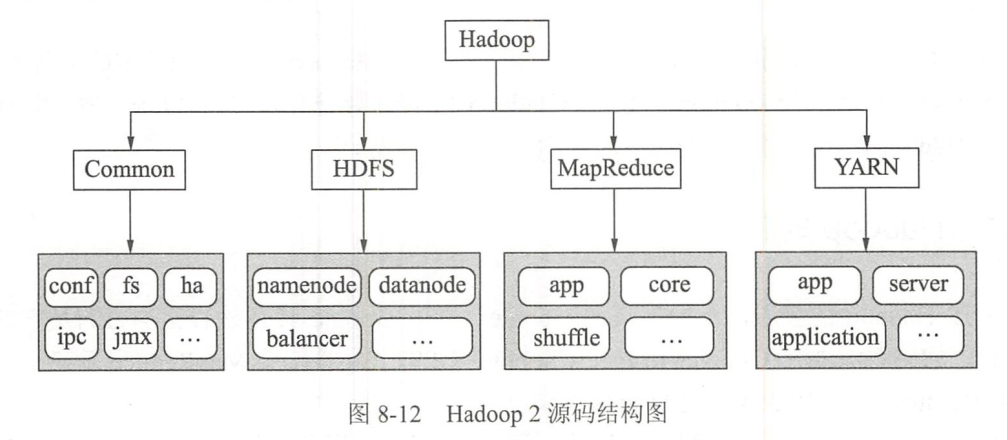 Hadoop
Common HDFS MapReduce YARN
conf fs ha namenode datanode app core app server
ipc jmx … balancer … shuffle … application …
图 8-12 Hadoop 2 源码结构图